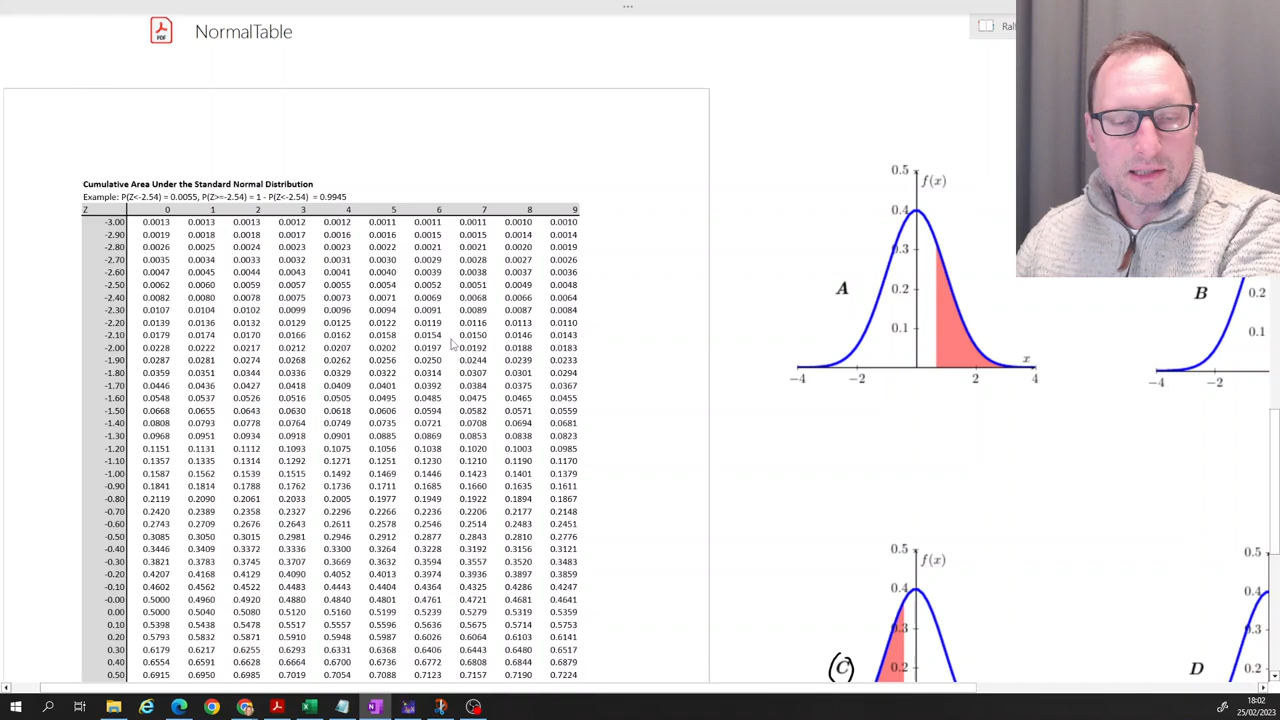 NormalTable
Cumulative Area Under the Standard Normal Distribution
Example: P(Z<-2.54) = 0.0055, P(Z>=-2.54) = 1 - P(Z<-2.54) = 0.9945
Z 0 1 2 3 4 5 6 7 8 9
-3.00 0.0013 0.0013 0.0013 0.0012 0.0012 0.0011 0.0011 0.0011 0.0010 0.0010
-2.90 0.0019 0.0018 0.0018 0.0017 0.0016 0.0016 0.0015 0.0015 0.0014 0.0014
-2.80 0.0026 0.0025 0.0024 0.0023 0.0023 0.0022 0.0021 0.0021 0.0020 0.0019
-2.70 0.0035 0.0034 0.0033 0.0032 0.0031 0.0030 0.0029 0.0028 0.0027 0.0026
-2.60 0.0047 0.0045 0.0044 0.0043 0.0041 0.0040 0.0039 0.0038 0.0037 0.0036
-2.50 0.0062 0.0060 0.0059 0.0057 0.0055 0.0054 0.0052 0.0051 0.0049 0.0048
-2.40 0.0082 0.0080 0.0078 0.0075 0.0073 0.0071 0.0069 0.0068 0.0066 0.0064
-2.30 0.0107 0.0104 0.0102 0.0099 0.0096 0.0094 0.0091 0.0089 0.0087 0.0084
-2.20 0.0139 0.0136 0.0132 0.0129 0.0125 0.0122 0.0119 0.0116 0.0113 0.0110
-2.10 0.0179 0.0174 0.0170 0.0166 0.0162 0.0158 0.0154 0.0150 0.0146 0.0143
-2.00 0.0228 0.0222 0.0217 0.0212 0.0207 0.0202 0.0197 0.0192 0.0188 0.0183
-1.90 0.0287 0.0281 0.0274 0.0268 0.0262 0.0256 0.0250 0.0244 0.0239 0.0233
-1.80 0.0359 0.0351 0.0344 0.0336 0.0329 0.0322 0.0314 0.0307 0.0301 0.0294
-1.70 0.0446 0.0436 0.0427 0.0418 0.0409 0.0401 0.0392 0.0384 0.0375 0.0367
-1.60 0.0548 0.0537 0.0526 0.0516 0.0505 0.0495 0.0485 0.0475 0.0465 0.0455
-1.50 0.0668 0.0655 0.0643 0.0630 0.0618 0.0606 0.0594 0.0582 0.0571 0.0559
-1.40 0.0808 0.0793 0.0778 0.0764 0.0749 0.0735 0.0721 0.0708 0.0694 0.0681
-1.30 0.0968 0.0951 0.0934 0.0918 0.0901 0.0885 0.0869 0.0853 0.0838 0.0823
-1.20 0.1151 0.1131 0.1112 0.1093 0.1075 0.1056 0.1038 0.1020 0.1003 0.0985
-1.10 0.1357 0.1335 0.1314 0.1292 0.1271 0.1251 0.1230 0.1210 0.1190 0.1170
-1.00 0.1587 0.1562 0.1539 0.1515 0.1492 0.1469 0.1446 0.1423 0.1401 0.1379
-0.90 0.1841 0.1814 0.1788 0.1762 0.1736 0.1711 0.1685 0.1660 0.1635 0.1611
-0.80 0.2119 0.2090 0.2061 0.2033 0.2005 0.1977 0.1949 0.1922 0.1894 0.1867
-0.70 0.2420 0.2389 0.2358 0.2327 0.2296 0.2266 0.2236 0.2206 0.2177 0.2148
-0.60 0.2743 0.2709 0.2676 0.2643 0.2611 0.2578 0.2546 0.2514 0.2483 0.2451
-0.50 0.3085 0.3050 0.3015 0.2981 0.2946 0.2912 0.2877 0.2843 0.2810 0.2776
-0.40 0.3446 0.3409 0.3372 0.3336 0.3300 0.3264 0.3228 0.3192 0.3156 0.3121
-0.30 0.3821 0.3783 0.3745 0.3707 0.3669 0.3632 0.3594 0.3557 0.3520 0.3483
-0.20 0.4207 0.4168 0.4129 0.4090 0.4052 0.4013 0.3974 0.3936 0.3897 0.3859
-0.10 0.4602 0.4562 0.4522 0.4483 0.4443 0.4404 0.4364 0.4325 0.4286 0.4247
-0.00 0.5000 0.4960 0.4920 0.4880 0.4840 0.4801 0.4761 0.4721 0.4681 0.4641
0.00 0.5000 0.5040 0.5080 0.5120 0.5160 0.5199 0.5239 0.5279 0.5319 0.5359
0.10 0.5398 0.5438 0.5478 0.5517 0.5557 0.5596 0.5636 0.5675 0.5714 0.5753
0.20 0.5793 0.5832 0.5871 0.5910 0.5948 0.5987 0.6026 0.6064 0.6103 0.6141
0.30 0.6179 0.6217 0.6255 0.6293 0.6331 0.6368 0.6406 0.6443 0.6480 0.6517
0.40 0.6554 0.6591 0.6628 0.6664 0.6700 0.6736 0.6772 0.6808 0.6844 0.6879
0.50 0.6915 0.6950 0.6985 0.7019 0.7054 0.7088 0.7123 0.7157 0.7190 0.7224
0.5
f(x)
0.4
0.3
A
0.2
0.1
x
-4 -2 2 4
B
0.2
0.1
-4 -2
0.5
f(x)
0.4
0.3
C
0.2
0.5
0.4
0.3
D
0.2
18:02
25/02/2023